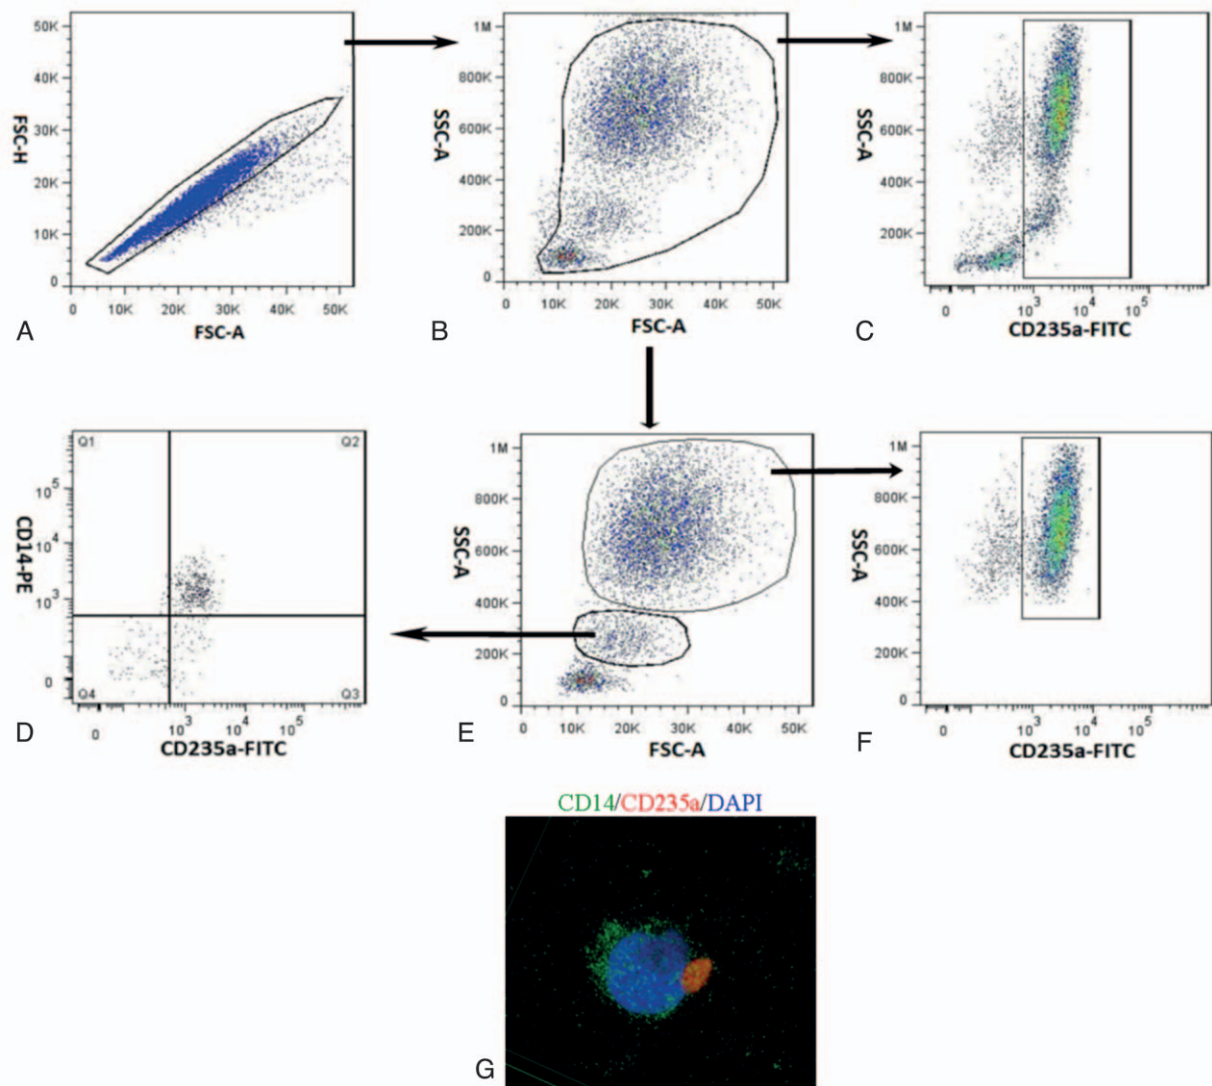 50K
40K
30K
20K
10K
0
FSC-H
0 10K 20K 30K 40K 50K
FSC-A
A
1M
800K
600K
400K
200K
0
SSC-A
0 10K 20K 30K 40K 50K
FSC-A
B
1M
800K
600K
400K
200K
SSC-A
0 10³ 10⁴ 10⁵
CD235a-FITC
C
Q1 Q2
10⁵
10⁴
10³
0
Q4 Q3
CD14-PE
0 10³ 10⁴ 10⁵
CD235a-FITC
D
1M
800K
600K
400K
200K
0
SSC-A
10K 20K 30K 40K 50K
FSC-A
E
1M
800K
600K
400K
200K
0
SSC-A
0 10³ 10⁴ 10⁵
CD235a-FITC
F
CD14/CD235a/DAPI
G